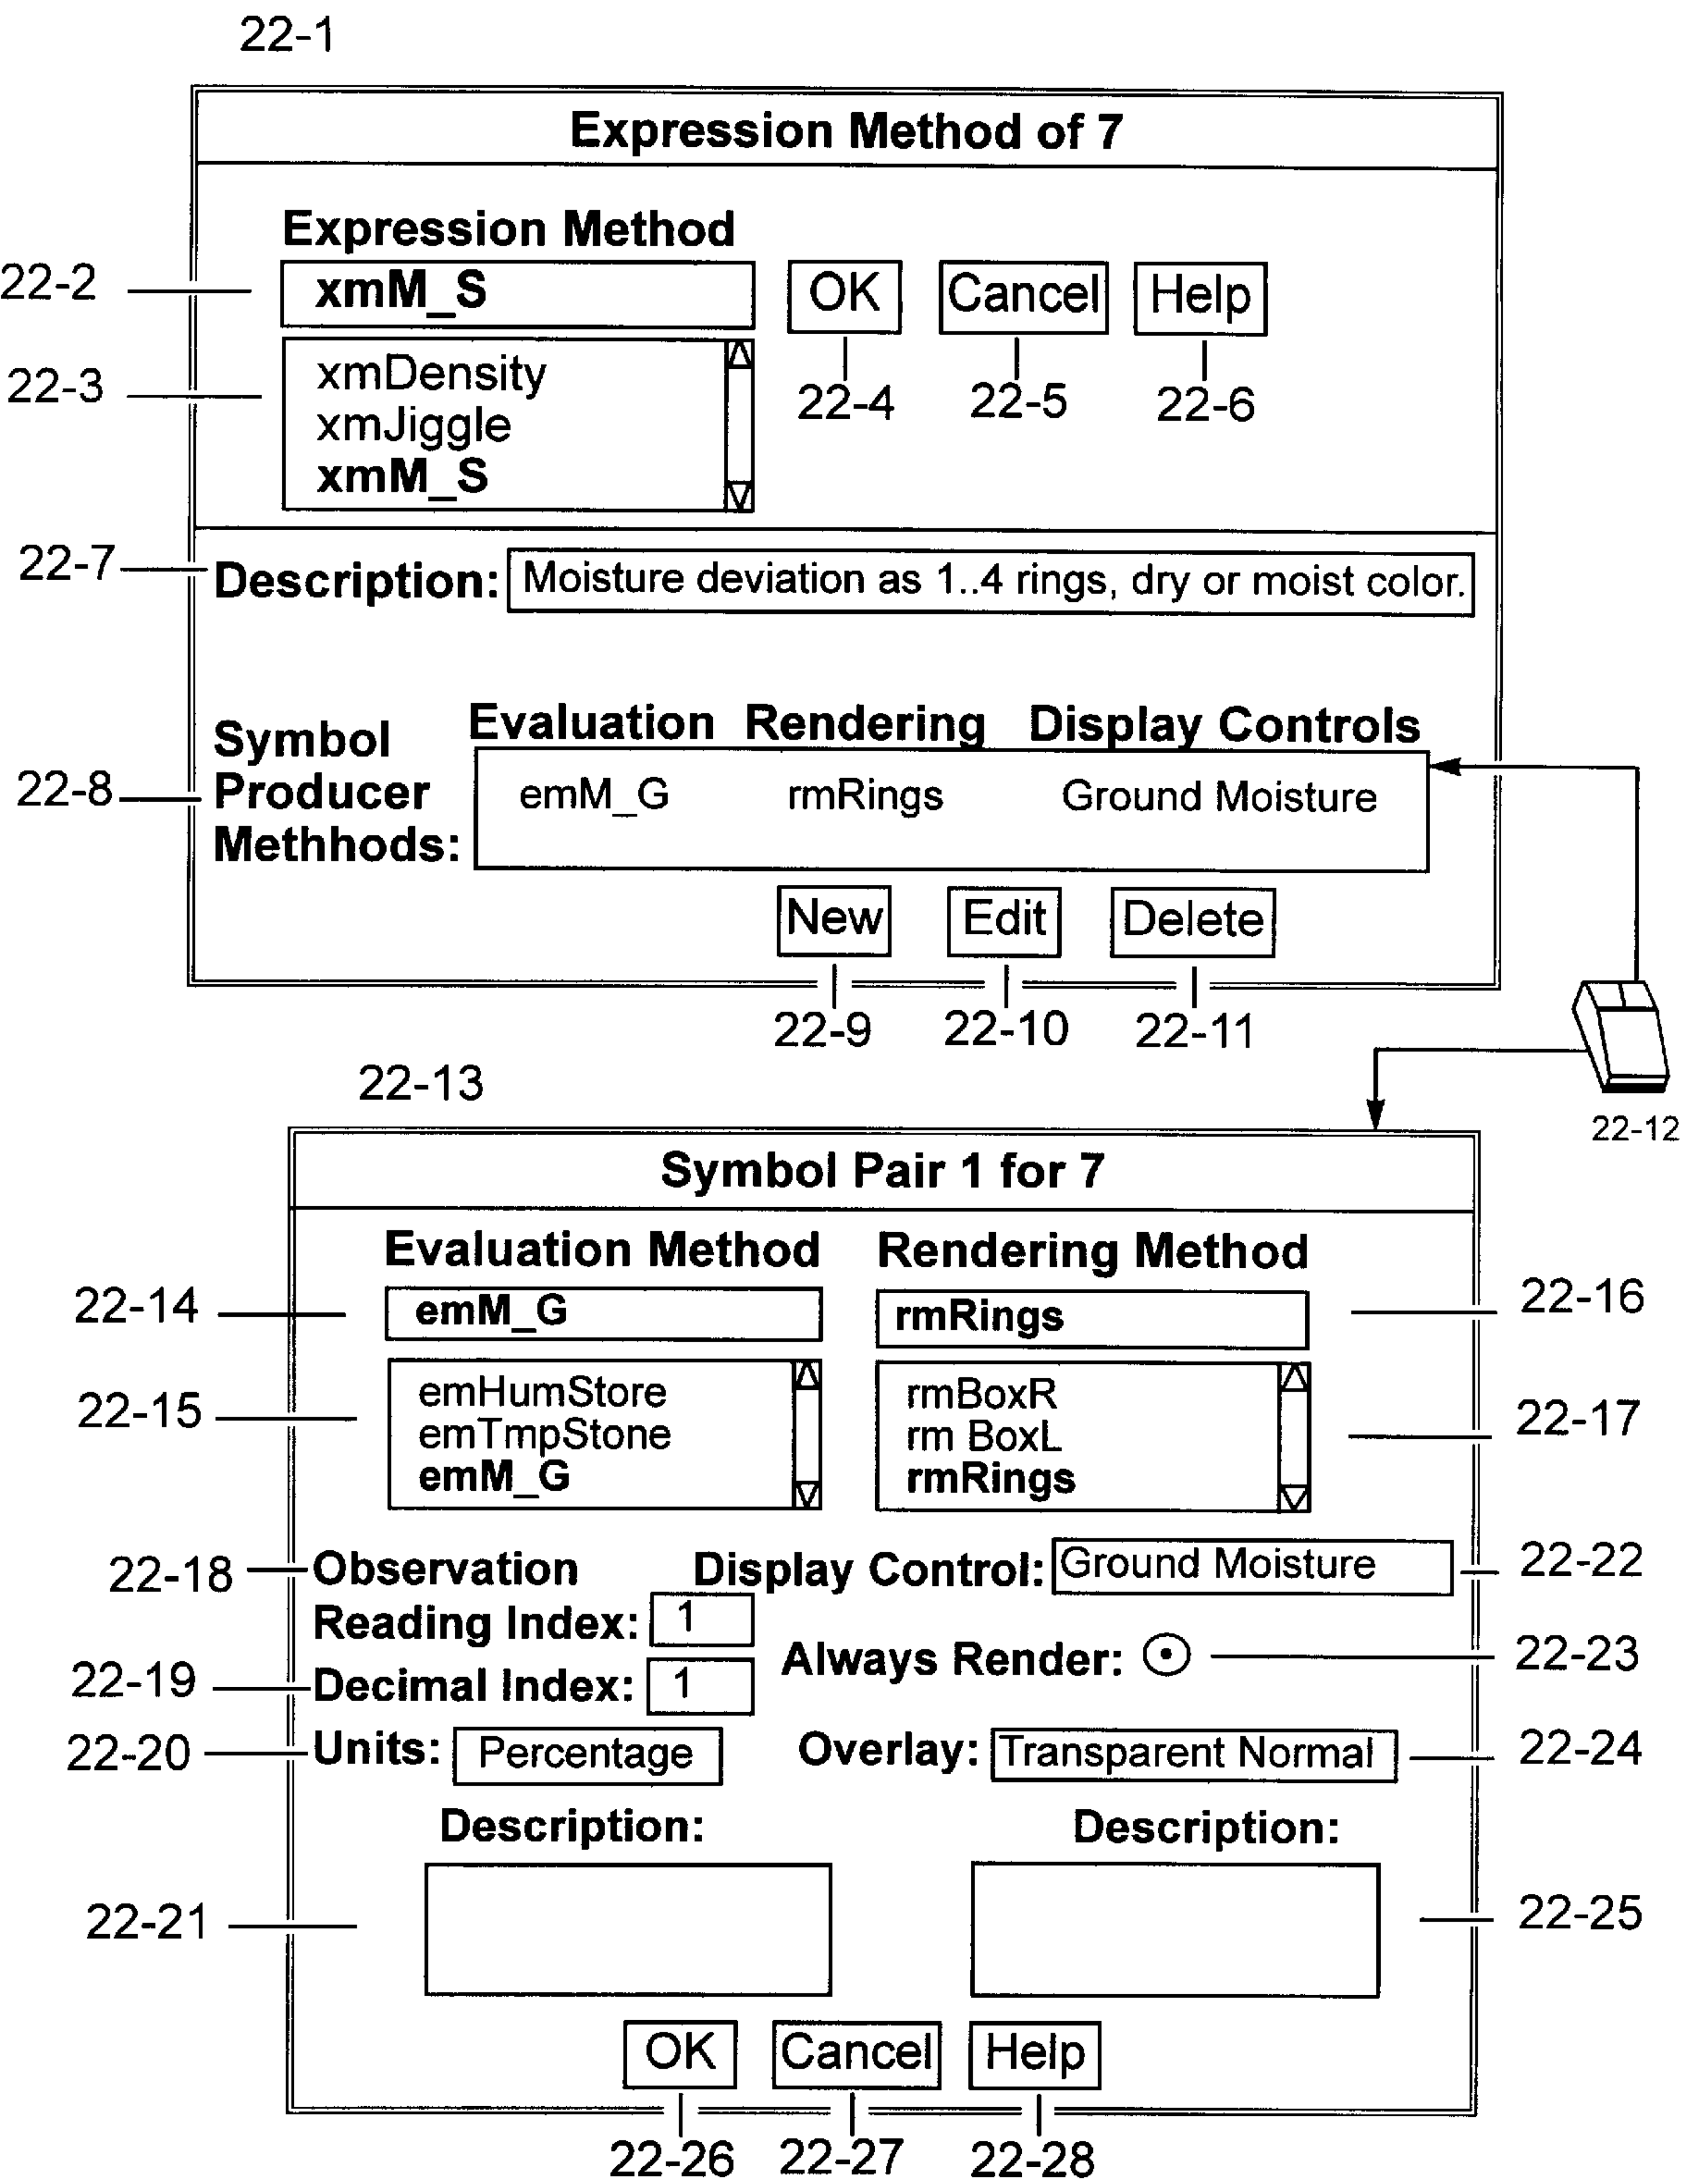 22-1
Expression Method of 7
Expression Method
22-2 xmM_S OK Cancel Help
22-3 xmDensity
xmJiggle
xmM_S
22-4 22-5 22-6
22-7 Description: Moisture deviation as 1..4 rings, dry or moist color.
Evaluation Rendering Display Controls
Symbol
22-8 Producer emM_G rmRings Ground Moisture
Methhods:
New Edit Delete
22-9 22-10 22-11
22-12
22-13
Symbol Pair 1 for 7
Evaluation Method Rendering Method
22-14 emM_G rmRings 22-16
22-15 emHumStore
emTmpStone
emM_G
rmBoxR
rm BoxL
rmRings
22-17
22-18 Observation
Reading Index: 1
Display Control: Ground Moisture 22-22
Always Render: 22-23
22-19 Decimal Index: 1
22-20 Units: Percentage Overlay: Transparent Normal 22-24
Description: Description:
22-21 22-25
OK Cancel Help
22-26 22-27 22-28